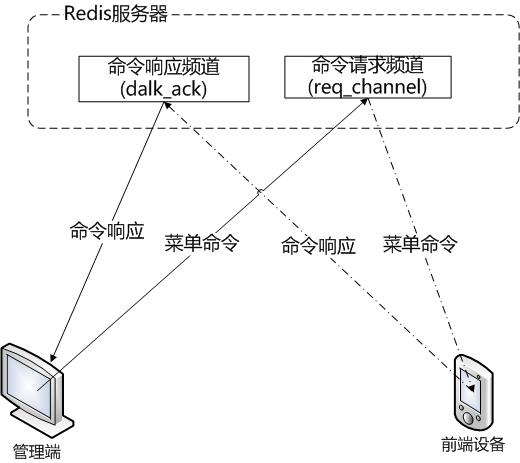 Redis服务器
命令响应频道
(dalk_ack)
命令请求频道
(req_channel)
命令响应
菜单命令
命令响应
菜单命令
管理端
前端设备